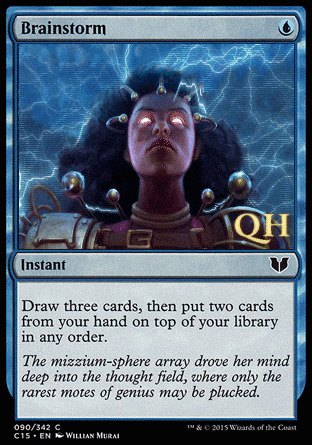 Brainstorm
QH
Instant
Draw three cards, then put two cards
from your hand on top of your library
in any order.
The mizzium-sphere array drove her mind
deep into the thought field, where only the
rarest motes of genius may be plucked.
090/342 C
C15 • EN Willian Murai
™ & © 2015 Wizards of the Coast